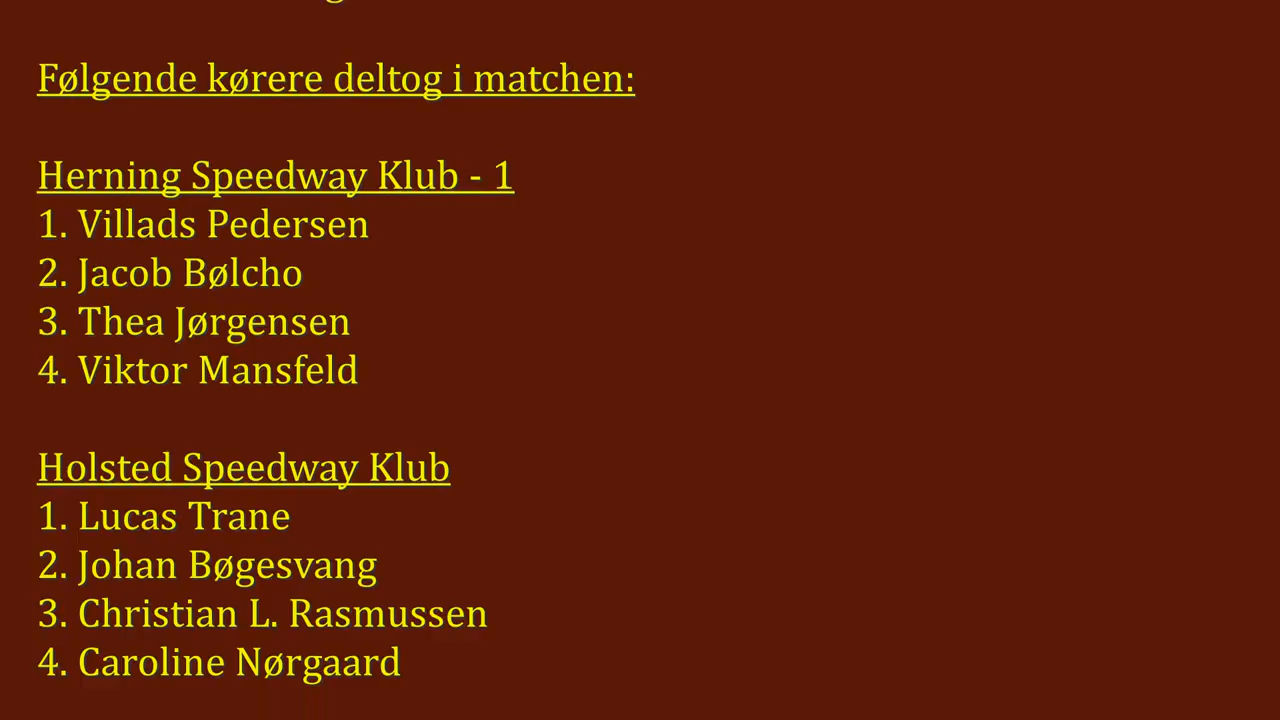 Følgende kørere deltog i matchen:
Herning Speedway Klub - 1
1. Villads Pedersen
2. Jacob Bølcho
3. Thea Jørgensen
4. Viktor Mansfeld
Holsted Speedway Klub
1. Lucas Trane
2. Johan Bøgesvang
3. Christian L. Rasmussen
4. Caroline Nørgaard